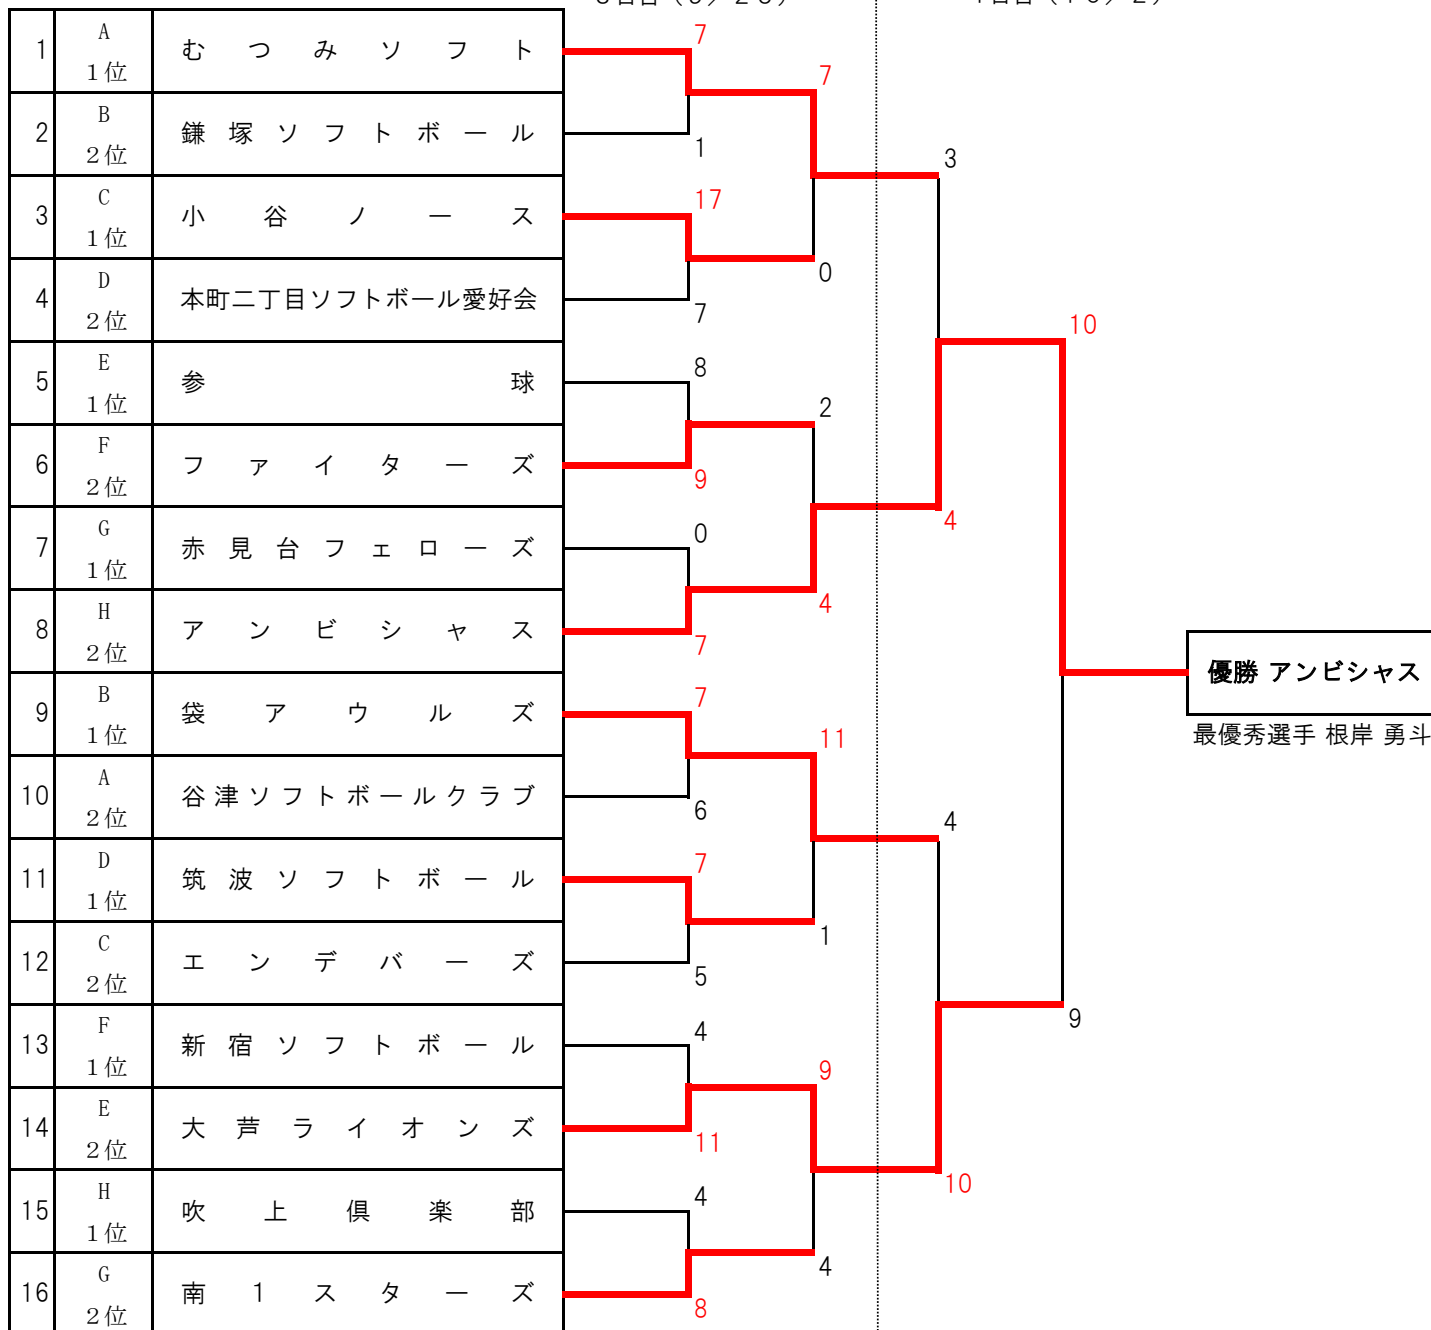 1 A 1位 むつみソフト
2 B 2位 鎌塚ソフトボール
3 C 1位 小谷ノース
4 D 2位 本町二丁目ソフトボール愛好会
5 E 1位 参球
6 F 2位 ファイターズ
7 G 1位 赤見台フェローズ
8 H 2位 アンビシャス
9 B 1位 袋アウルズ
10 A 2位 谷津ソフトボールクラブ
11 D 1位 筑波ソフトボール
12 C 2位 エンデバーズ
13 F 1位 新宿ソフトボール
14 E 2位 大芦ライオンズ
15 H 1位 吹上倶楽部
16 G 2位 南1スターズ
7
1
17
7
8
9
0
7
7
6
7
5
4
11
4
8
7
0
2
4
11
1
9
4
3
4
4
10
10
9
優勝 アンビシャス
最優秀選手 根岸 勇斗